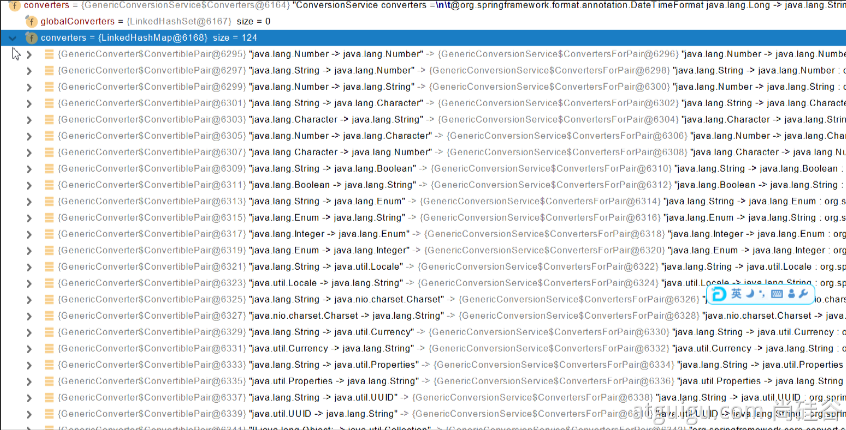 converters = {GenericConversionService$Converters@6164} "ConversionService converters =\n\t@org.springframework.format.annotation.DateTimeFormat java.lang.Long -> java.lang.Strin
globalConverters = {LinkedHashSet@6167} size = 0
converters = {LinkedHashMap@6168} size = 124
{GenericConverter$ConvertiblePair@6295} "java.lang.Number -> java.lang.Number" -> {GenericConversionService$ConvertersForPair@6296} "java.lang.Number -> java.lang.Numbe
{GenericConverter$ConvertiblePair@6297} "java.lang.String -> java.lang.Number" -> {GenericConversionService$ConvertersForPair@6298} "java.lang.String -> java.lang.Number : o
{GenericConverter$ConvertiblePair@6299} "java.lang.Number -> java.lang.String" -> {GenericConversionService$ConvertersForPair@6300} "java.lang.Number -> java.lang.String : o
{GenericConverter$ConvertiblePair@6301} "java.lang.String -> java.lang.Character" -> {GenericConversionService$ConvertersForPair@6302} "java.lang.String -> java.lang.Characte
{GenericConverter$ConvertiblePair@6303} "java.lang.Character -> java.lang.String" -> {GenericConversionService$ConvertersForPair@6304} "java.lang.Character -> java.lang.String
{GenericConverter$ConvertiblePair@6305} "java.lang.Number -> java.lang.Character" -> {GenericConversionService$ConvertersForPair@6306} "java.lang.Number -> java.lang.Chara
{GenericConverter$ConvertiblePair@6307} "java.lang.Character -> java.lang.Number" -> {GenericConversionService$ConvertersForPair@6308} "java.lang.Character -> java.lang.Nu
{GenericConverter$ConvertiblePair@6309} "java.lang.String -> java.lang.Boolean" -> {GenericConversionService$ConvertersForPair@6310} "java.lang.String -> java.lang.Boolean :
{GenericConverter$ConvertiblePair@6311} "java.lang.Boolean -> java.lang.String" -> {GenericConversionService$ConvertersForPair@6312} "java.lang.Boolean -> java.lang.String :
{GenericConverter$ConvertiblePair@6313} "java.lang.String -> java.lang.Enum" -> {GenericConversionService$ConvertersForPair@6314} "java.lang.String -> java.lang.Enum : org
{GenericConverter$ConvertiblePair@6315} "java.lang.Enum -> java.lang.String" -> {GenericConversionService$ConvertersForPair@6316} "java.lang.Enum -> java.lang.String : org
{GenericConverter$ConvertiblePair@6317} "java.lang.Integer -> java.lang.Enum" -> {GenericConversionService$ConvertersForPair@6318} "java.lang.Integer -> java.lang.Enum : o
{GenericConverter$ConvertiblePair@6319} "java.lang.Enum -> java.lang.Integer" -> {GenericConversionService$ConvertersForPair@6320} "java.lang.Enum -> java.lang.Integer : o
{GenericConverter$ConvertiblePair@6321} "java.lang.String -> java.util.Locale" -> {GenericConversionService$ConvertersForPair@6322} "java.lang.String -> java.util.Locale : org.sp
{GenericConverter$ConvertiblePair@6323} "java.util.Locale -> java.lang.String" -> {GenericConversionService$ConvertersForPair@6324} "java.util.Locale -> java.lang.String : org.sp
英
{GenericConverter$ConvertiblePair@6325} "java.lang.String -> java.nio.charset.Charset" -> {GenericConversionService$ConvertersForPair@6326} "java.nio.chars
{GenericConverter$ConvertiblePair@6327} "java.nio.charset.Charset -> java.lang.String" -> {GenericConversionService$ConvertersForPair@6328} "java.nio.charset.Charset -> java.
{GenericConverter$ConvertiblePair@6329} "java.lang.String -> java.util.Currency" -> {GenericConversionService$ConvertersForPair@6330} "java.lang.String -> java.util.Currency : o
{GenericConverter$ConvertiblePair@6331} "java.util.Currency -> java.lang.String" -> {GenericConversionService$ConvertersForPair@6332} "java.util.Currency -> java.lang.String : o
{GenericConverter$ConvertiblePair@6333} "java.lang.String -> java.util.Properties" -> {GenericConversionService$ConvertersForPair@6334} "java.lang.String -> java.util.Properties
{GenericConverter$ConvertiblePair@6335} "java.util.Properties -> java.lang.String" -> {GenericConversionService$ConvertersForPair@6336} "java.util.Properties -> java.lang.String
{GenericConverter$ConvertiblePair@6337} "java.lang.String -> java.util.UUID" -> {GenericConversionService$ConvertersForPair@6338} "java.lang.String -> java.util.UUID : org.sprin
{GenericConverter$ConvertiblePair@6339} "java.util.UUID -> java.lang.String" -> {GenericConversionService$ConvertersForPair@6340} "java.util.UUID -> java.lang.String : org.sprin
atguigu.com 尚硅谷